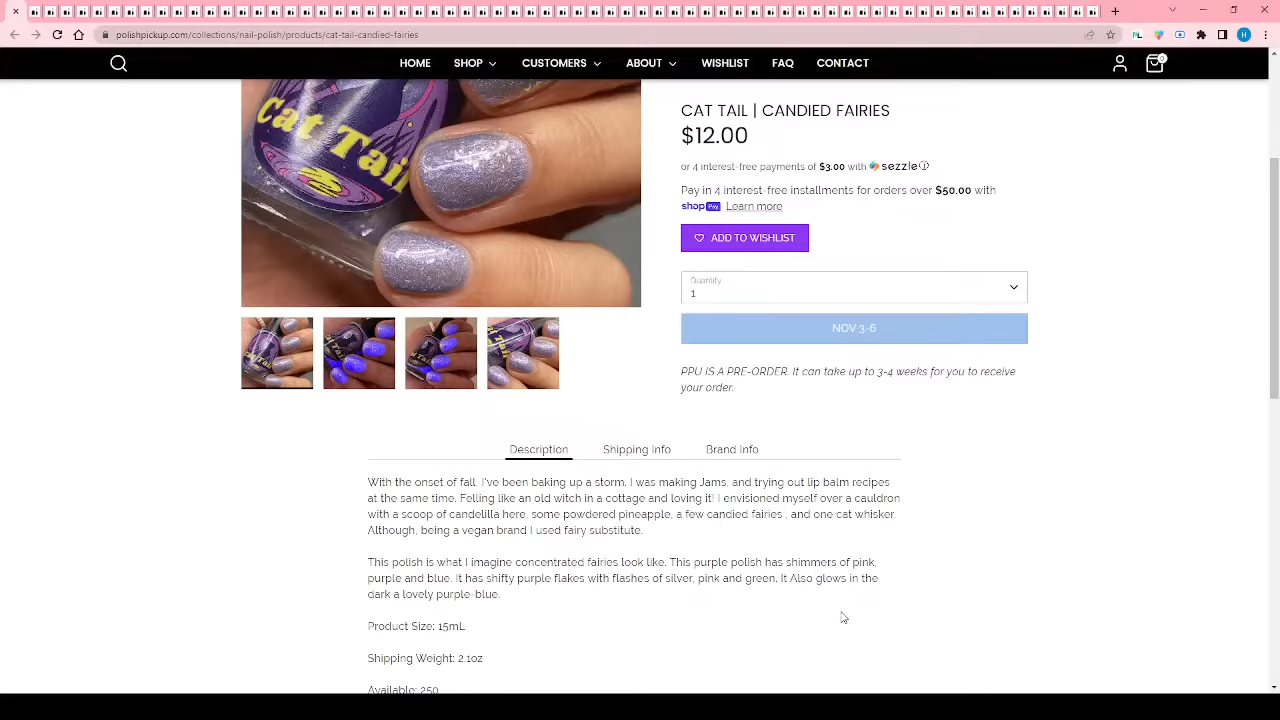 polishpickup.com/collections/nail-polish/products/cat-tail-candied-fairies
HOME SHOP CUSTOMERS ABOUT WISHLIST FAQ CONTACT
0
Cat Tail
CAT TAIL | CANDIED FAIRIES
$12.00
or 4 interest-free payments of $3.00 with sezzle
Pay in 4 interest-free installments for orders over $50.00 with
shop Pay Learn more
ADD TO WISHLIST
Quantity
1
NOV 3-6
PPU IS A PRE-ORDER. It can take up to 3-4 weeks for you to receive
your order.
Description Shipping Info Brand Info
With the onset of fall, I've been baking up a storm. I was making Jams, and trying out lip balm recipes
at the same time. Felling like an old witch in a cottage and loving it! I envisioned myself over a cauldron
with a scoop of candelilla here, some powdered pineapple, a few candied fairies , and one cat whisker.
Although, being a vegan brand I used fairy substitute.
This polish is what I imagine concentrated fairies look like. This purple polish has shimmers of pink,
purple and blue. It has shifty purple flakes with flashes of silver, pink and green. It Also glows in the
dark a lovely purple-blue.
Product Size: 15mL
Shipping Weight: 2.1oz
Available: 250